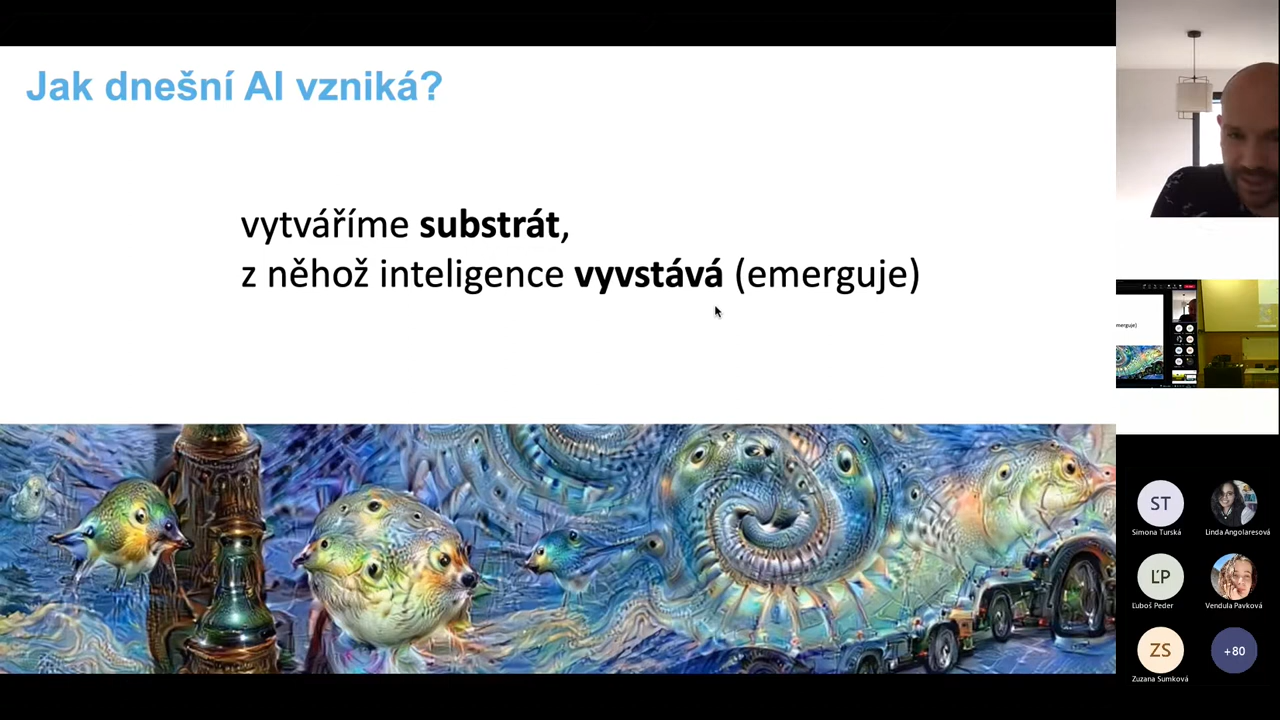 Jak dnešní AI vzniká?
vytváříme substrát,
z něhož inteligence vyvstává (emerguje)
ST
Simona Turská
Linda Angolaresová
ĽP
Ľuboš Peder
Vendula Pavková
ZS
Zuzana Sumková
+80